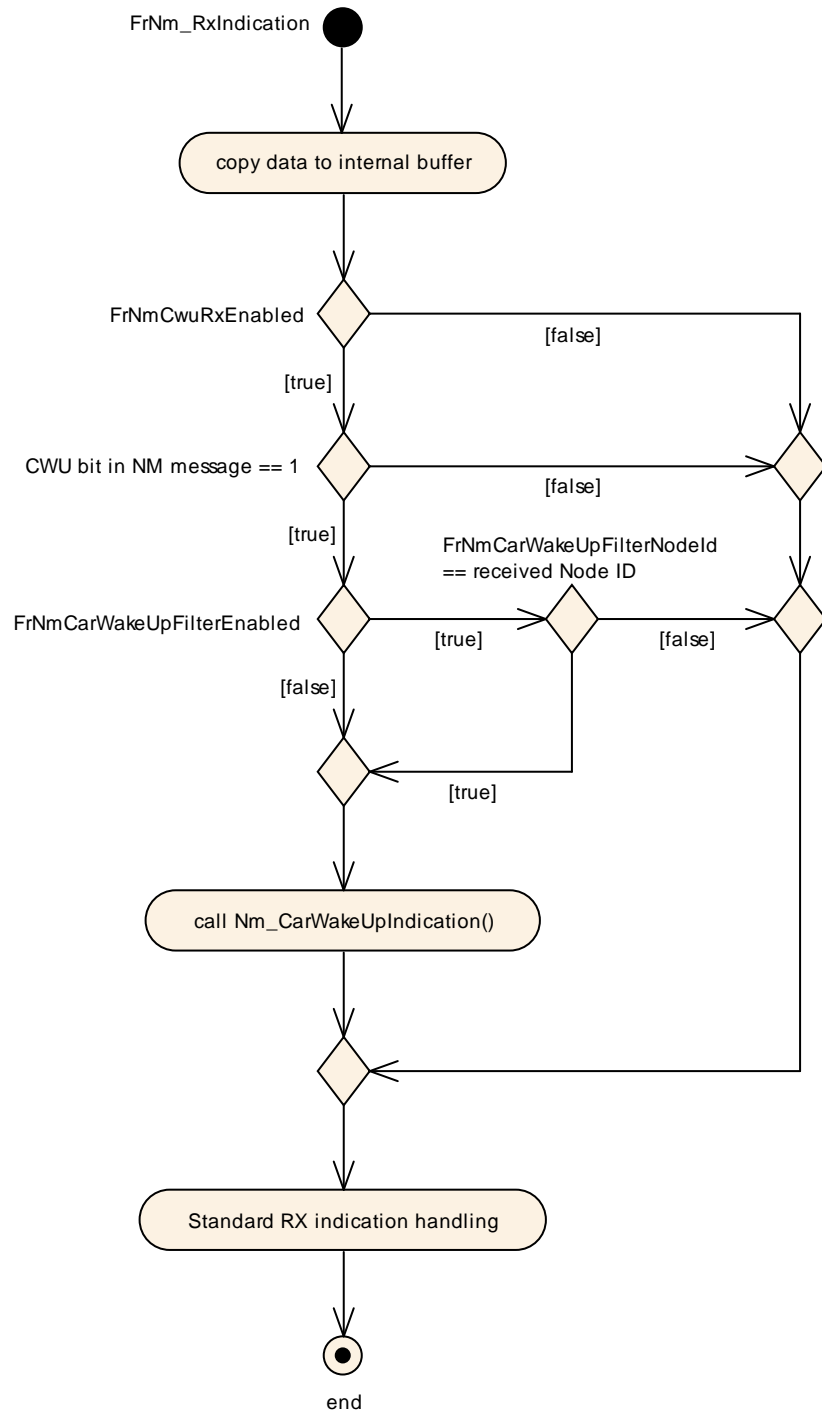 FrNm_RxIndication
copy data to internal buffer
FrNmCwuRxEnabled
[false]
[true]
CWU bit in NM message == 1
[false]
[true]
FrNmCarWakeUpFilterNodeId
== received Node ID
FrNmCarWakeUpFilterEnabled
[true]
[false]
[false]
[true]
call Nm_CarWakeUpIndication()
Standard RX indication handling
end